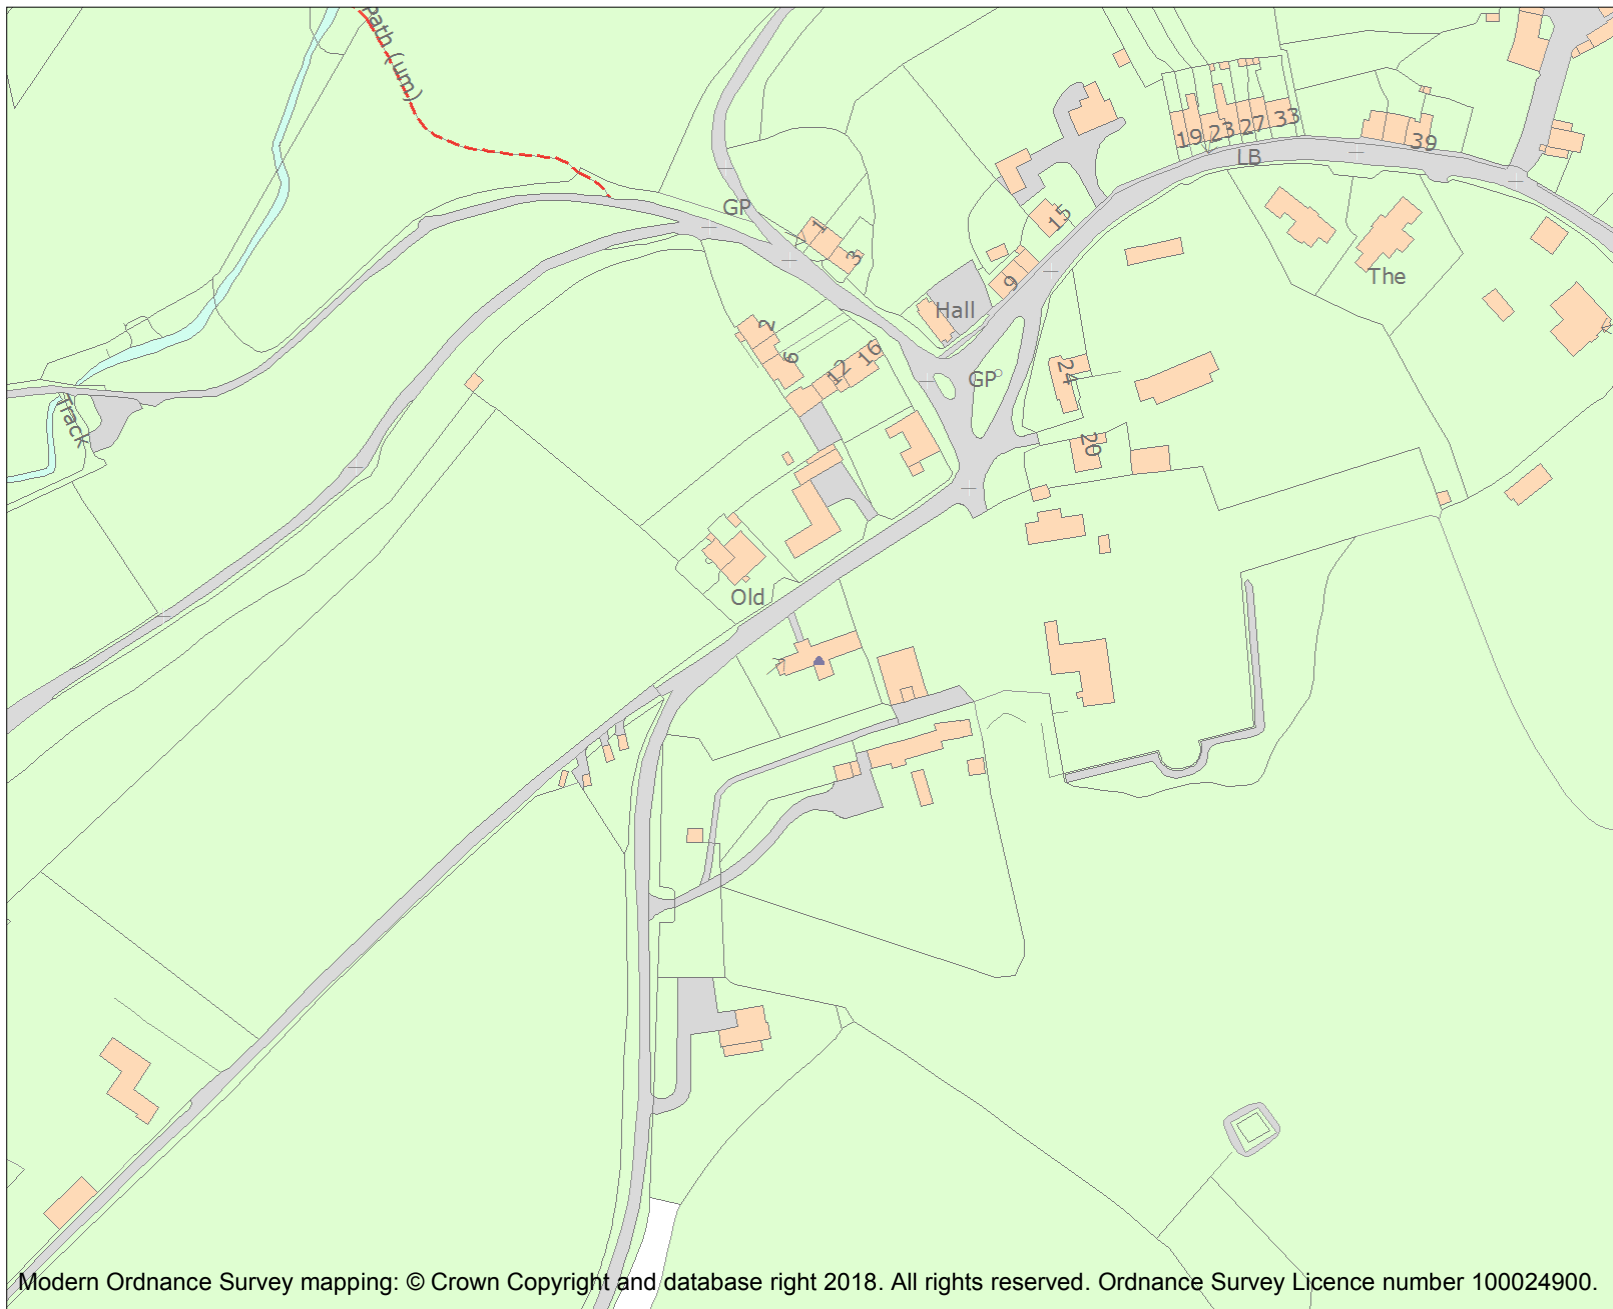 Path (um)
19
23
27
33
39
LB
GP
1
3
15
9
The
Hall
2
6
12
16
GP
24
20
Track
Old
Modern Ordnance Survey mapping: © Crown Copyright and database right 2018. All rights reserved. Ordnance Survey Licence number 100024900.